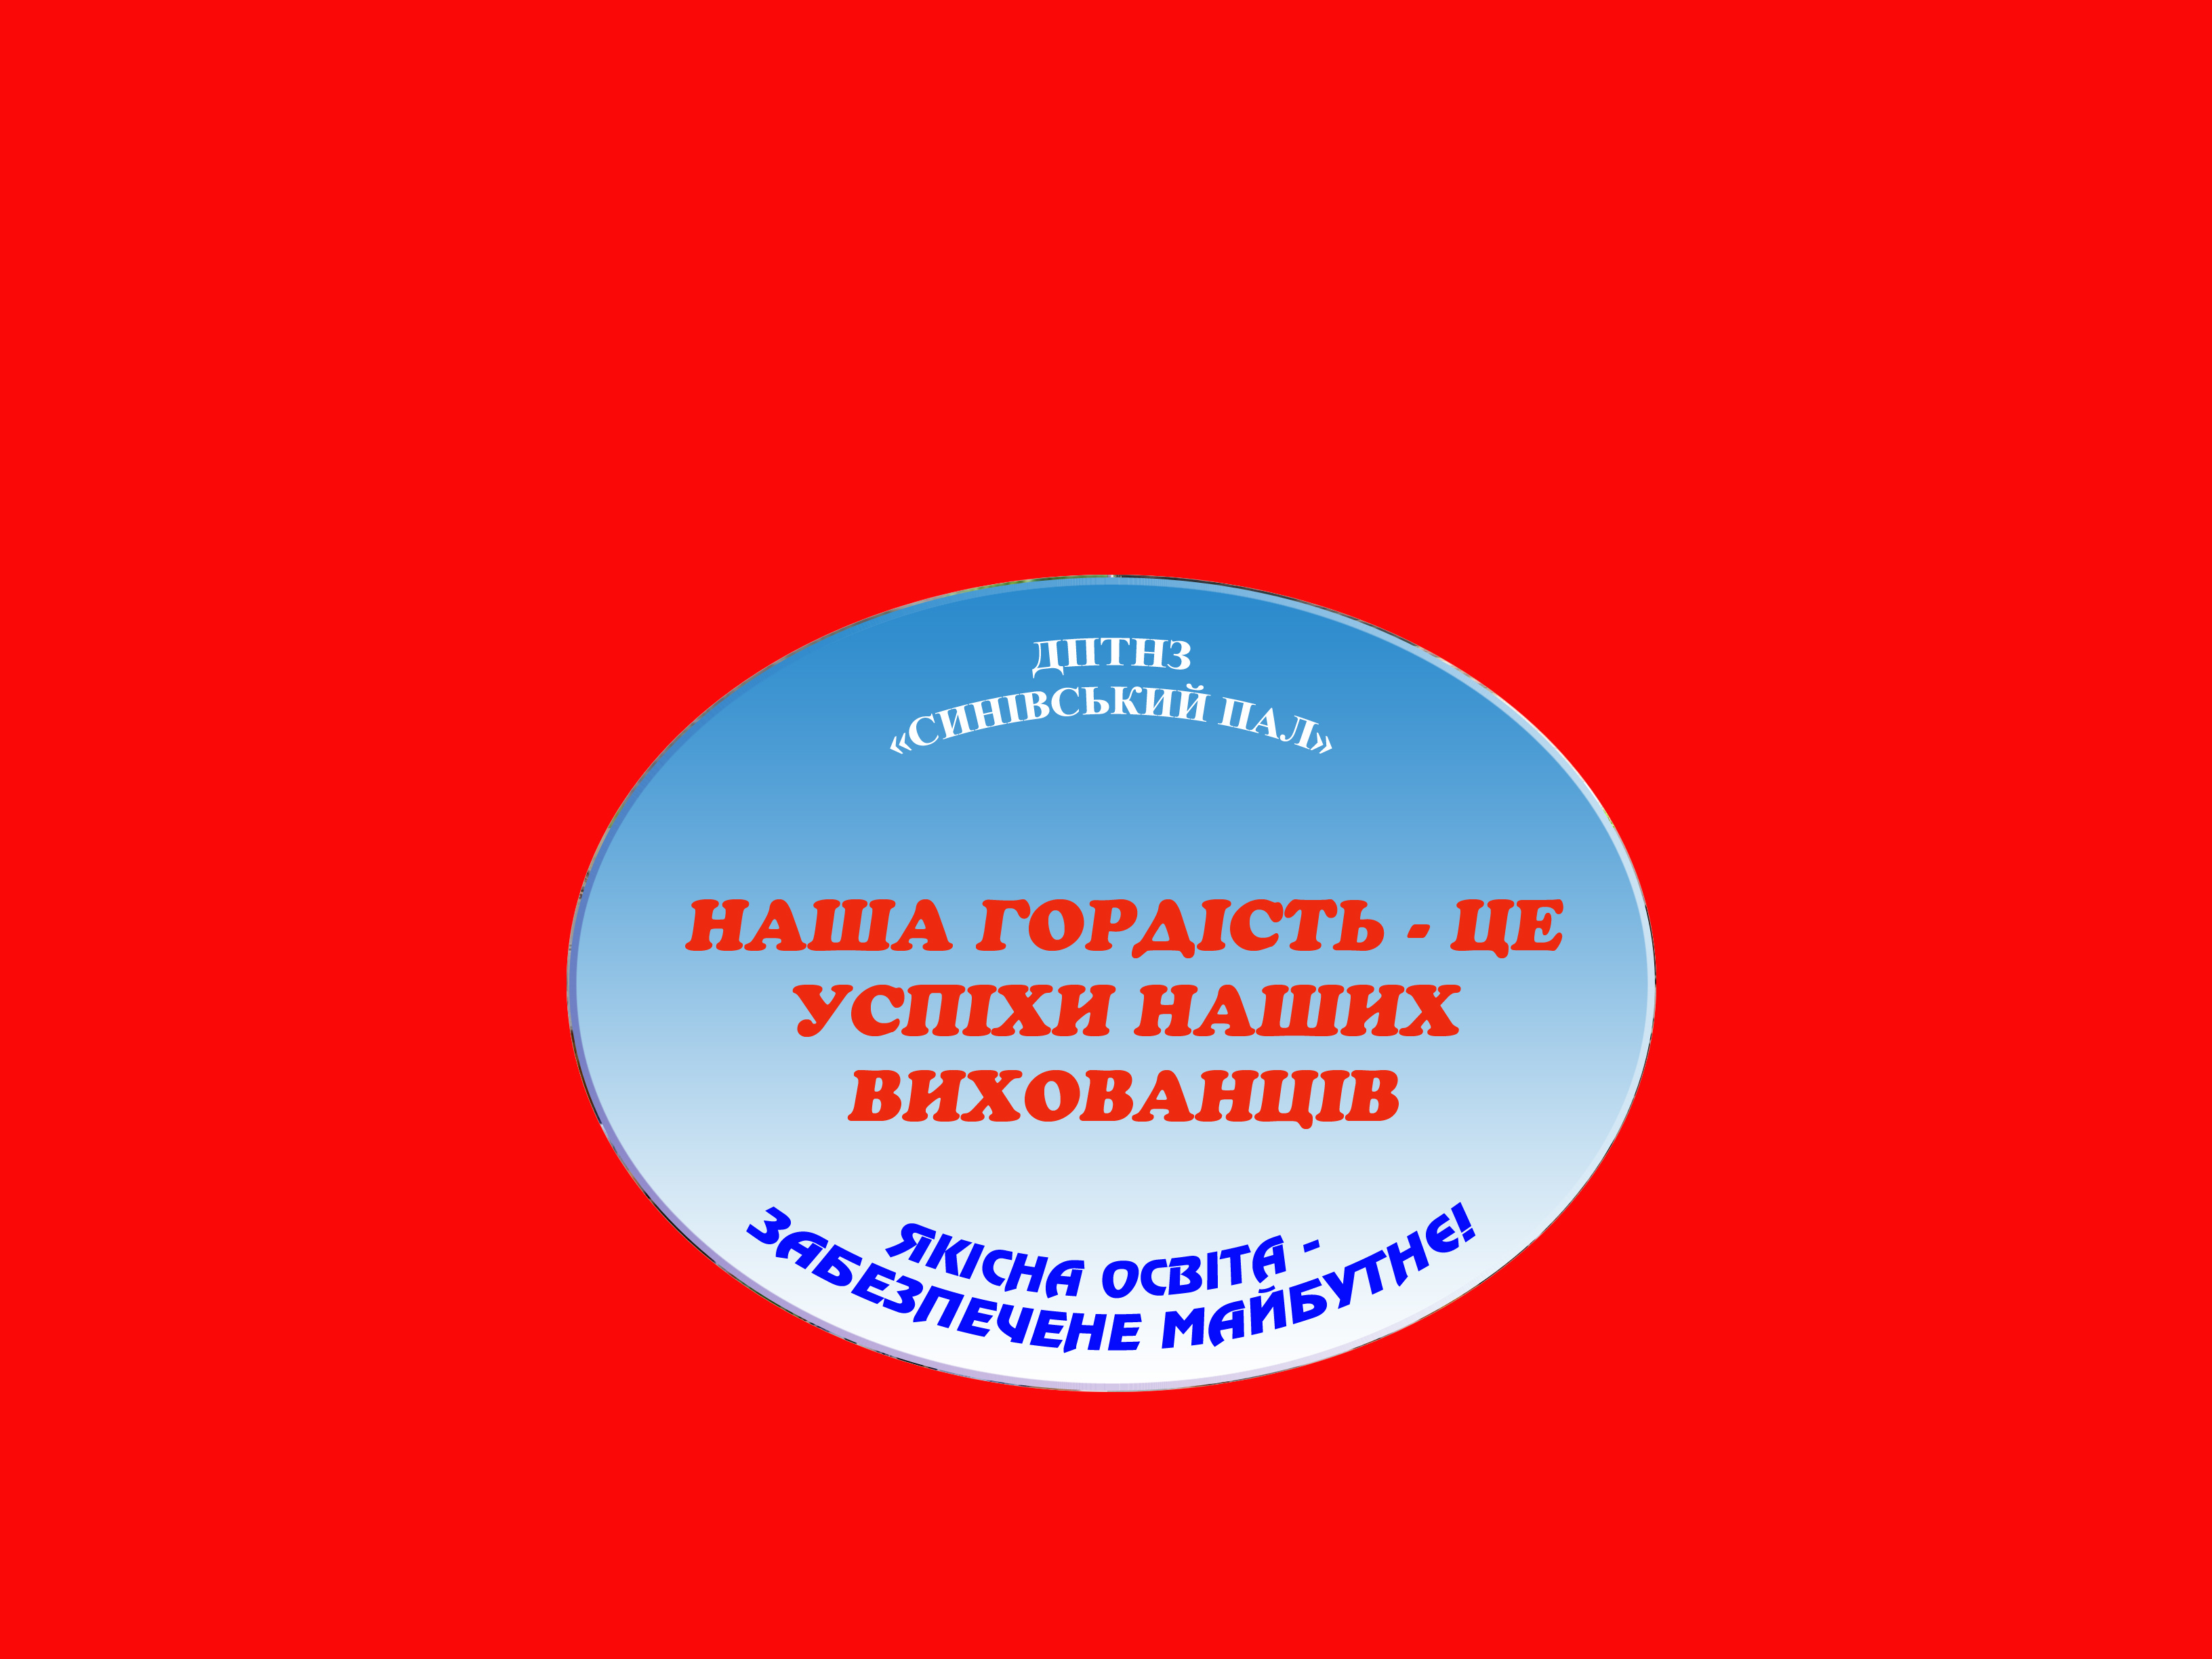 ДПТНЗ
«СИНІВСЬКИЙ ПАЛ»
НАША ГОРДІСТЬ - ЦЕ
УСПІХИ НАШИХ
ВИХОВАНЦІВ
ЯКІСНА ОСВІТА -
ЗАБЕЗПЕЧЕНЕ МАЙБУТНЄ!